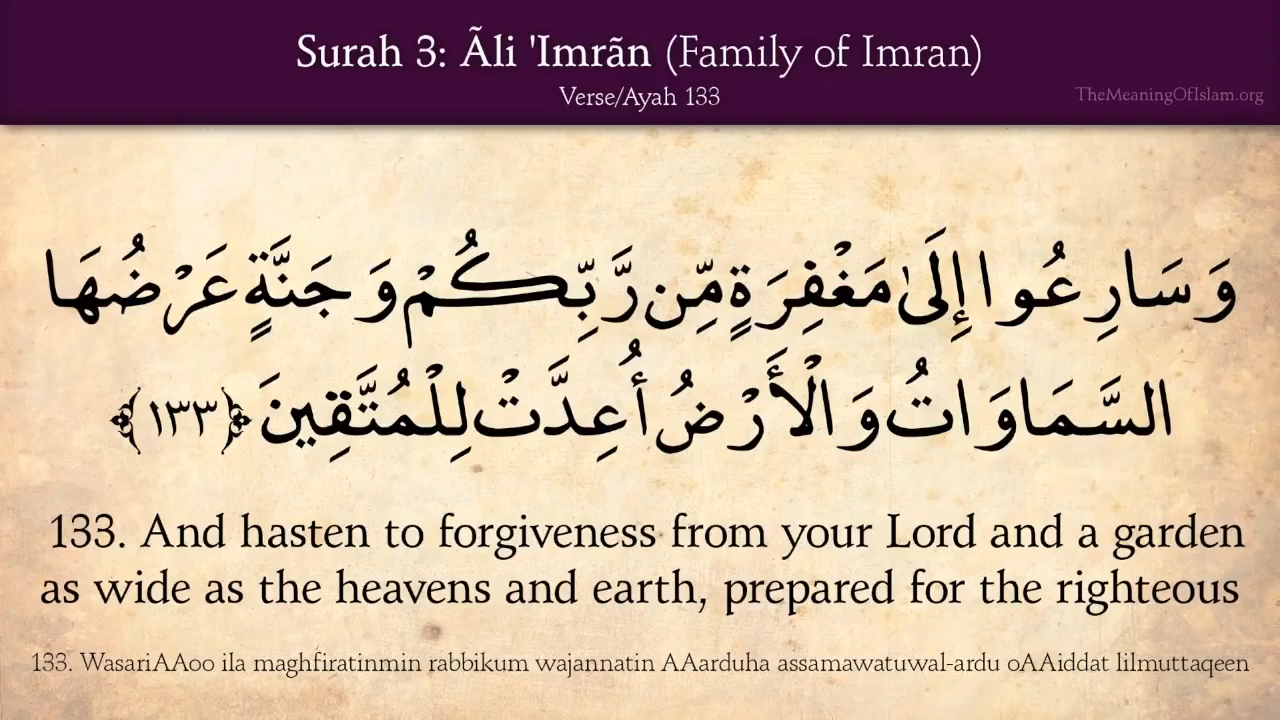 Surah 3: Ãli 'Imrãn (Family of Imran)
Verse/Ayah 133
TheMeaningOfIslam.org
وَسَارِعُوا إِلَىٰ مَغْفِرَةٍ مِّن رَّبِّكُمْ وَجَنَّةٍ عَرْضُهَا
السَّمَاوَاتُ وَالْأَرْضُ أُعِدَّتْ لِلْمُتَّقِينَ ﴿١٣٣﴾
133. And hasten to forgiveness from your Lord and a garden
as wide as the heavens and earth, prepared for the righteous
133. WasariAAoo ila maghfiratinmin rabbikum wajannatin AAarduha assamawatuwal-ardu oAAiddat lilmuttaqeen